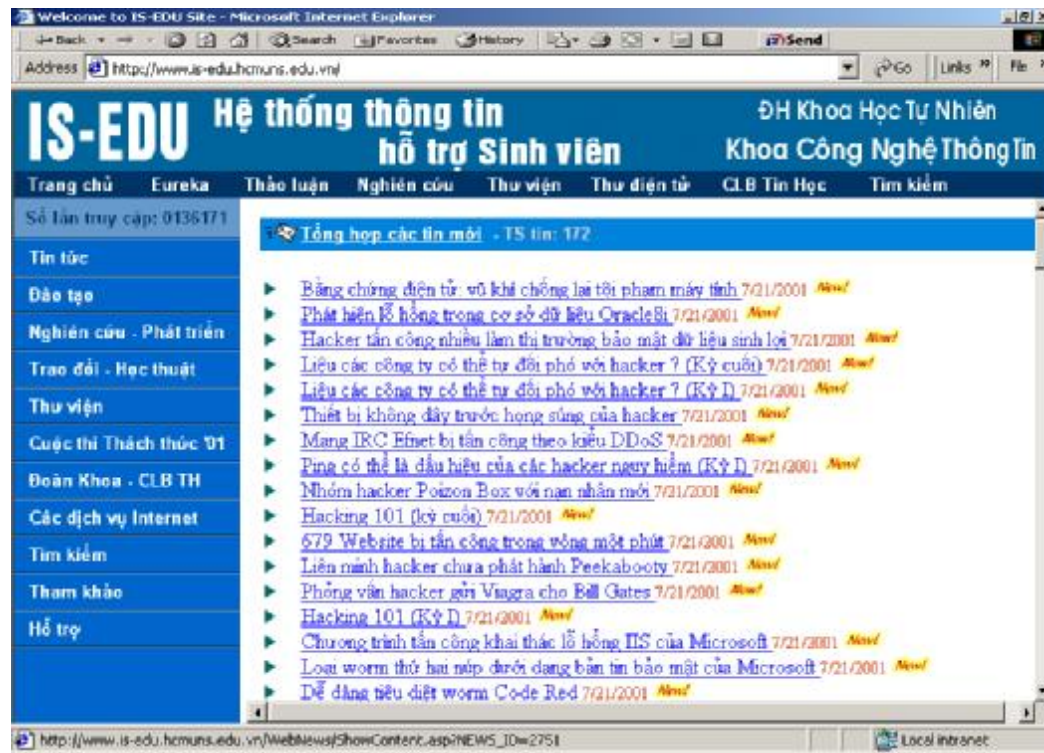 Welcome to IS-EDU Site - Microsoft Internet Explorer
Back Search Favorites History Send
Address http://www.is-edu.hcmuns.edu.vn/ Go Links File
IS-EDU
Hệ thống thông tin
hỗ trợ Sinh viên
ĐH Khoa Học Tự Nhiên
Khoa Công Nghệ Thông Tin
Trang chủ Eureka Thảo luận Nghiên cứu Thư viện Thư điện tử CLB Tin Học Tìm kiếm
Số lần truy cập: 0136171
Tin tức
Đào tạo
Nghiên cứu - Phát triển
Trao đổi - Học thuật
Thư viện
Cuộc thi Thách thức '01
Đoàn Khoa - CLB TH
Các dịch vụ Internet
Tìm kiếm
Tham khảo
Hỗ trợ
Tổng hợp các tin mới - TS tin: 172
Bằng chứng điện tử: vũ khí chống lại tội phạm máy tính 7/21/2001 New!
Phát hiện lỗ hổng trong cơ sở dữ liệu Oracle8i 7/21/2001 New!
Hacker tấn công nhiều làm thị trường bảo mật dữ liệu sinh lợi 7/21/2001 New!
Liệu các công ty có thể tự đối phó với hacker ? (Kỳ cuối) 7/21/2001 New!
Liệu các công ty có thể tự đối phó với hacker ? (Kỳ I) 7/21/2001 New!
Thiết bị không dây trước họng súng của hacker 7/21/2001 New!
Mạng IRC Efnet bị tấn công theo kiểu DDoS 7/21/2001 New!
Ping có thể là dấu hiệu của các hacker nguy hiểm (Kỳ I) 7/21/2001 New!
Nhóm hacker Poizon Box với nạn nhân mới 7/21/2001 New!
Hacking 101 (kỳ cuối) 7/21/2001 New!
679 Website bị tấn công trong vòng một phút 7/21/2001 New!
Liên minh hacker chưa phát hành Peekabooty 7/21/2001 New!
Phỏng vấn hacker gửi Viagra cho Bill Gates 7/21/2001 New!
Hacking 101 (Kỳ I) 7/21/2001 New!
Chương trình tấn công khai thác lỗ hổng IIS của Microsoft 7/21/2001 New!
Loại worm thứ hai núp dưới dạng bản tin bảo mật của Microsoft 7/21/2001 New!
Dễ dàng tiêu diệt worm Code Red 7/21/2001 New!
http://www.is-edu.hcmuns.edu.vn/WebNews/ShowContent.asp?NEWS_ID=2751 Local intranet